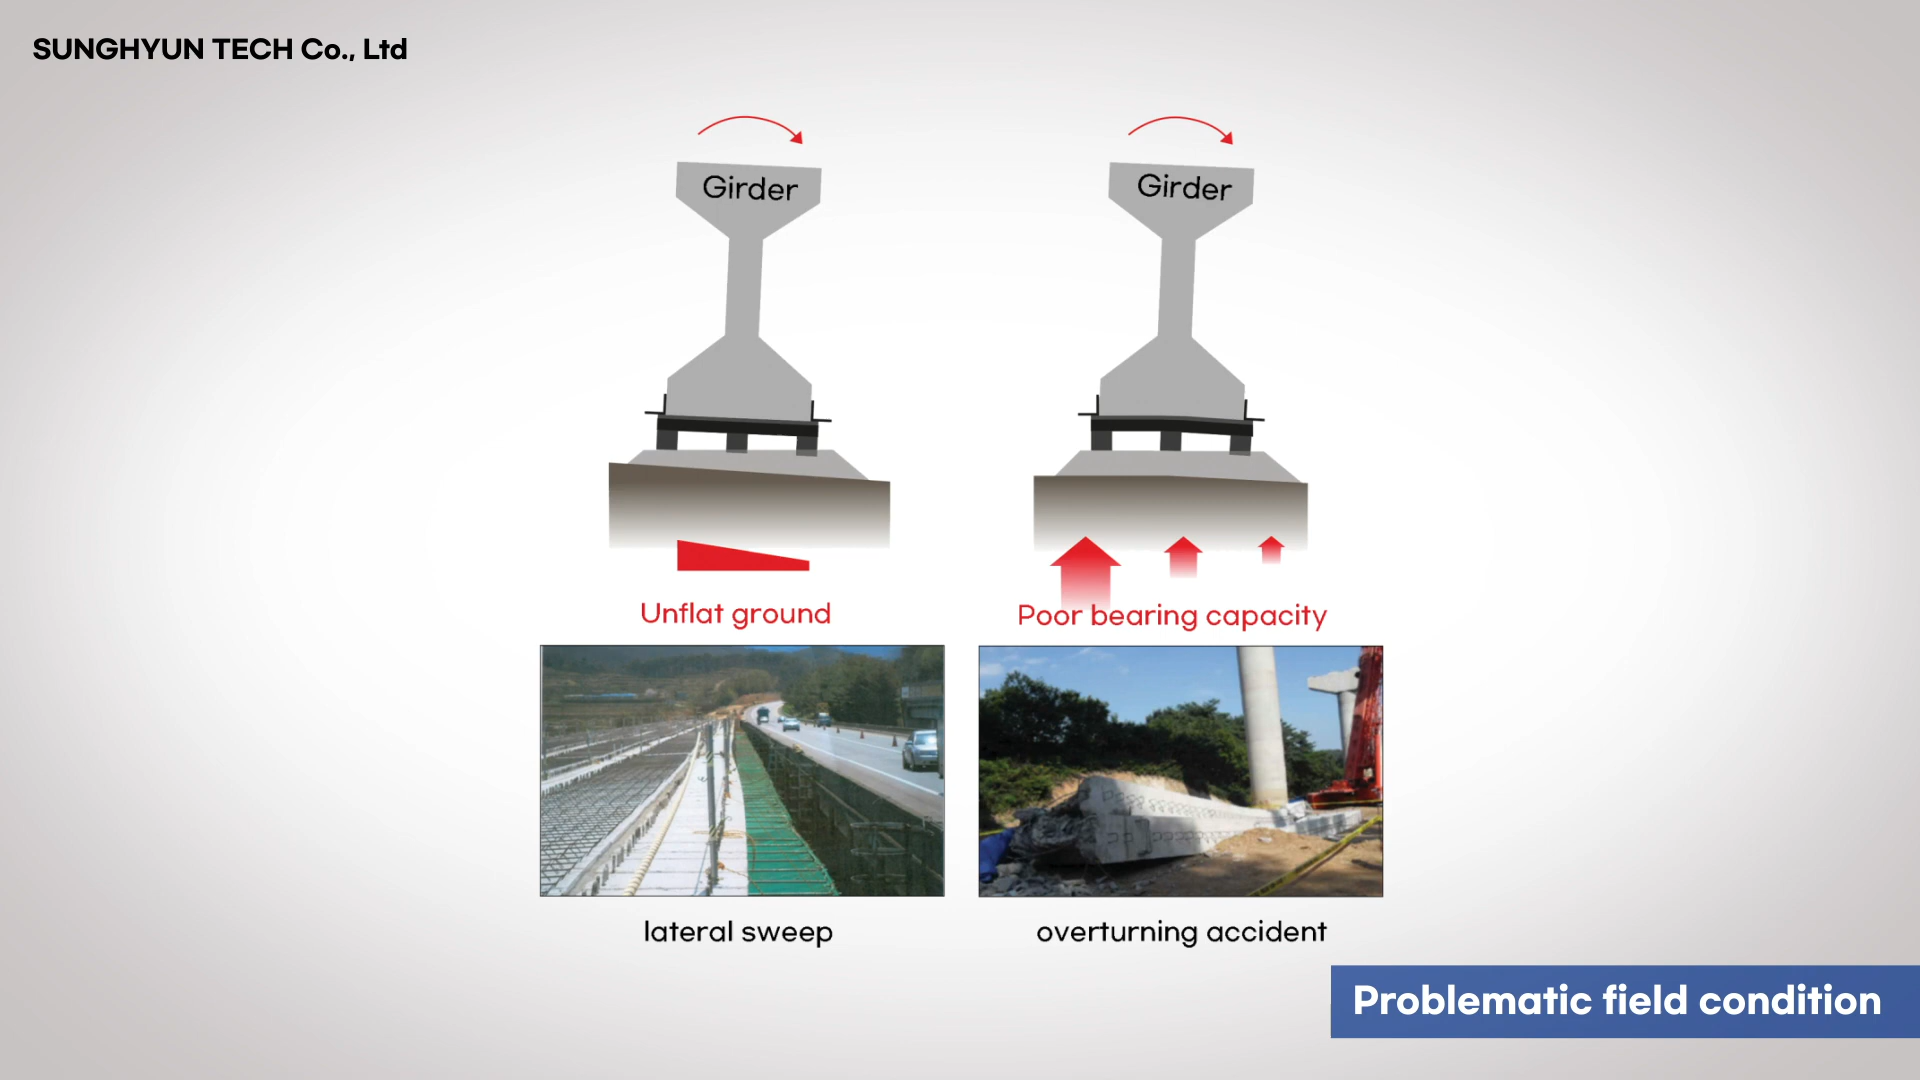 SUNGHYUN TECH Co., Ltd
Girder
Girder
Unflat ground
Poor bearing capacity
lateral sweep
overturning accident
Problematic field condition